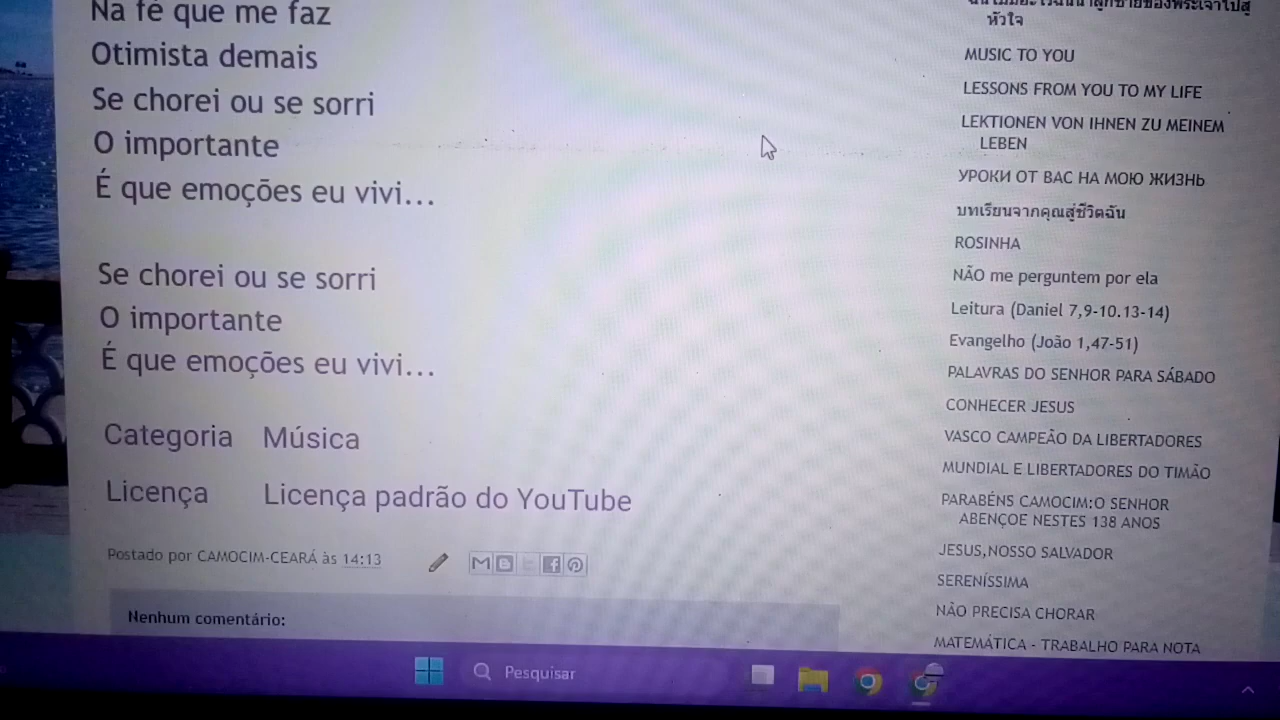 Na fé que me faz
Otimista demais
Se chorei ou se sorri
O importante
É que emoções eu vivi...
Se chorei ou se sorri
O importante
É que emoções eu vivi...
Categoria Música
Licença Licença padrão do YouTube
Postado por CAMOCIM-CEARÁ às 14:13
Nenhum comentário:
หัวใจ
MUSIC TO YOU
LESSONS FROM YOU TO MY LIFE
LEKTIONEN VON IHNEN ZU MEINEM
LEBEN
УРОКИ ОТ ВАС НА МОЮ ЖИЗНЬ
บทเรียนจากคุณสู่ชีวิตฉัน
ROSINHA
NÃO me perguntem por ela
Leitura (Daniel 7,9-10.13-14)
Evangelho (João 1,47-51)
PALAVRAS DO SENHOR PARA SÁBADO
CONHECER JESUS
VASCO CAMPEÃO DA LIBERTADORES
MUNDIAL E LIBERTADORES DO TIMÃO
PARABÉNS CAMOCIM:O SENHOR
ABENÇOE NESTES 138 ANOS
JESUS,NOSSO SALVADOR
SERENÍSSIMA
NÃO PRECISA CHORAR
MATEMÁTICA - TRABALHO PARA NOTA
Pesquisar